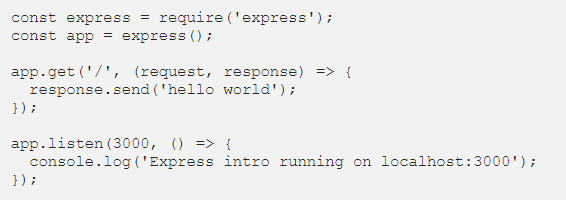 const express = require('express');
const app = express();

app.get('/', (request, response) => {
  response.send('hello world');
});

app.listen(3000, () => {
  console.log('Express intro running on localhost:3000');
});